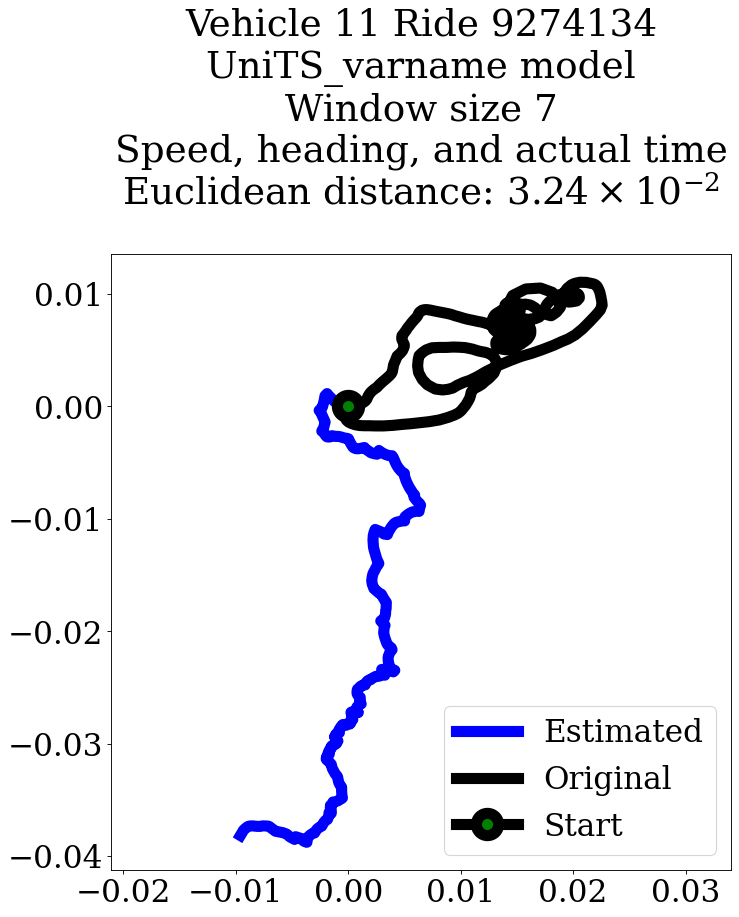 Vehicle 11 Ride 9274134
UniTS_varname model
Window size 7
Speed, heading, and actual time
Euclidean distance: 3.24 × 10⁻²
0.01
0.00
−0.01
−0.02
−0.03
−0.04
−0.02 −0.01 0.00 0.01 0.02 0.03
Estimated
Original
Start